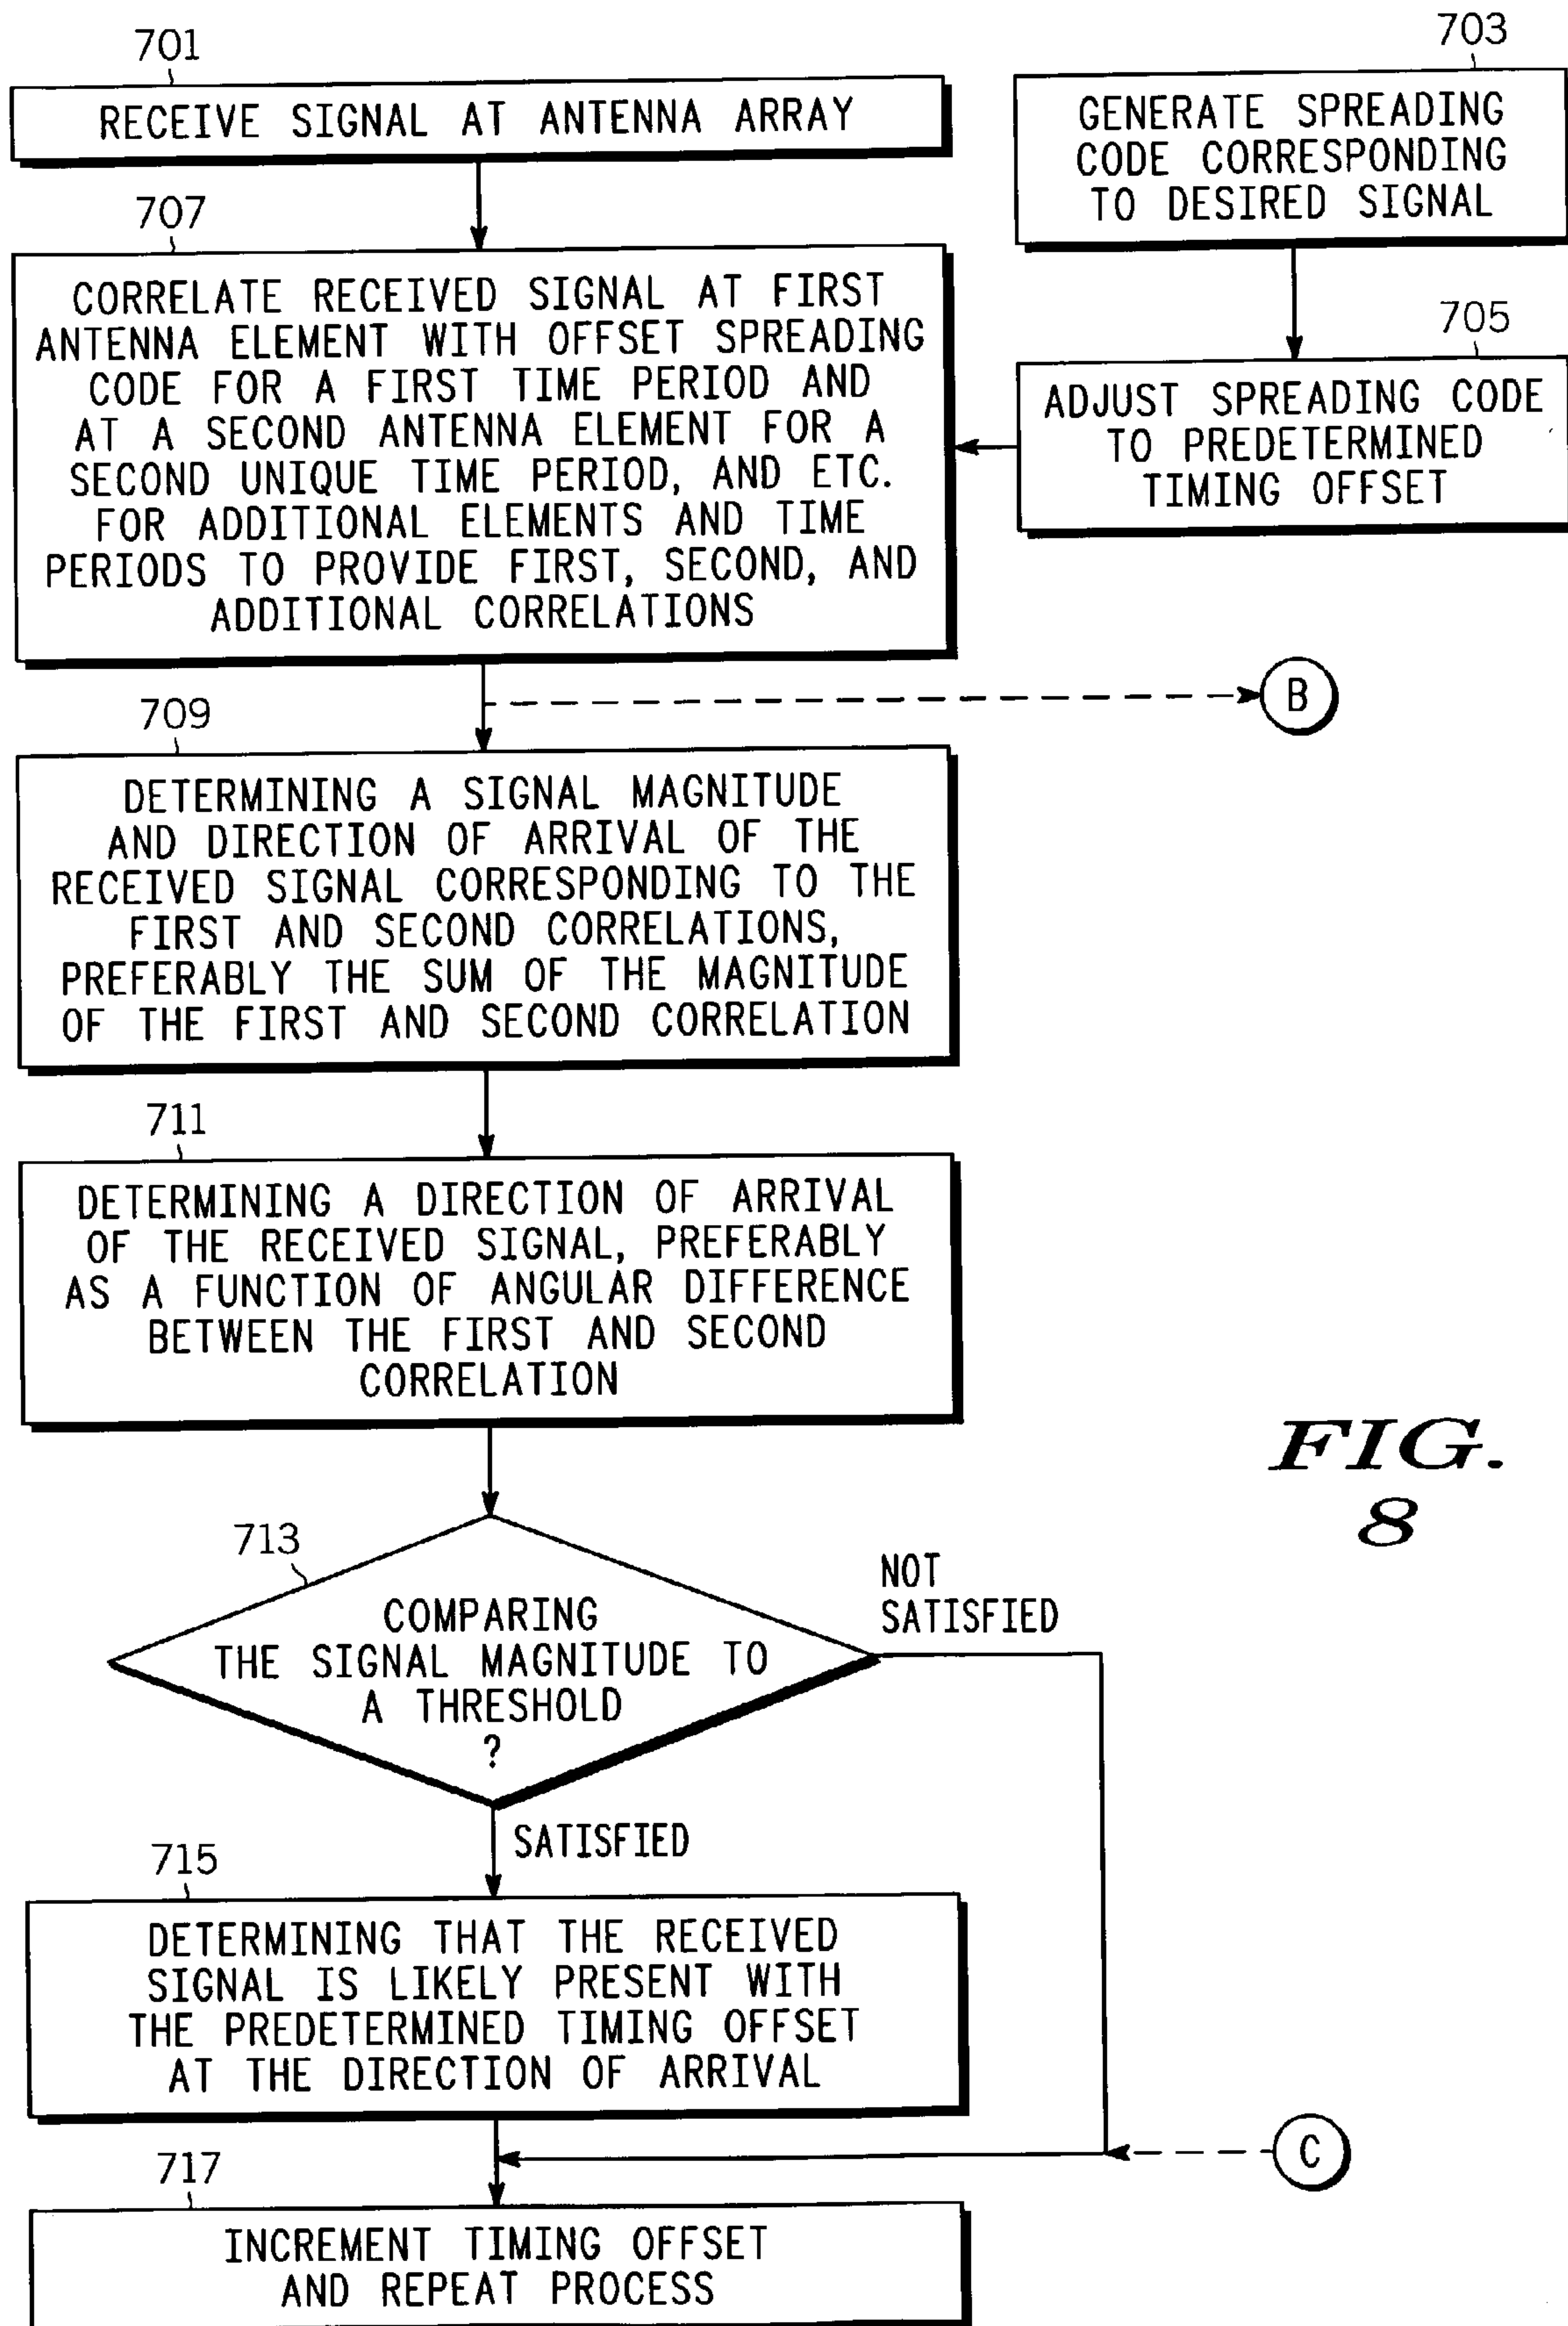 701
RECEIVE SIGNAL AT ANTENNA ARRAY
703
GENERATE SPREADING
CODE CORRESPONDING
TO DESIRED SIGNAL
707
CORRELATE RECEIVED SIGNAL AT FIRST
ANTENNA ELEMENT WITH OFFSET SPREADING
CODE FOR A FIRST TIME PERIOD AND
AT A SECOND ANTENNA ELEMENT FOR A
SECOND UNIQUE TIME PERIOD, AND ETC.
FOR ADDITIONAL ELEMENTS AND TIME
PERIODS TO PROVIDE FIRST, SECOND, AND
ADDITIONAL CORRELATIONS
705
ADJUST SPREADING CODE
TO PREDETERMINED
TIMING OFFSET
B
709
DETERMINING A SIGNAL MAGNITUDE
AND DIRECTION OF ARRIVAL OF THE
RECEIVED SIGNAL CORRESPONDING TO THE
FIRST AND SECOND CORRELATIONS,
PREFERABLY THE SUM OF THE MAGNITUDE
OF THE FIRST AND SECOND CORRELATION
711
DETERMINING A DIRECTION OF ARRIVAL
OF THE RECEIVED SIGNAL, PREFERABLY
AS A FUNCTION OF ANGULAR DIFFERENCE
BETWEEN THE FIRST AND SECOND
CORRELATION
FIG.
8
713
COMPARING
THE SIGNAL MAGNITUDE TO
A THRESHOLD
?
NOT
SATISFIED
SATISFIED
715
DETERMINING THAT THE RECEIVED
SIGNAL IS LIKELY PRESENT WITH
THE PREDETERMINED TIMING OFFSET
AT THE DIRECTION OF ARRIVAL
C
717
INCREMENT TIMING OFFSET
AND REPEAT PROCESS